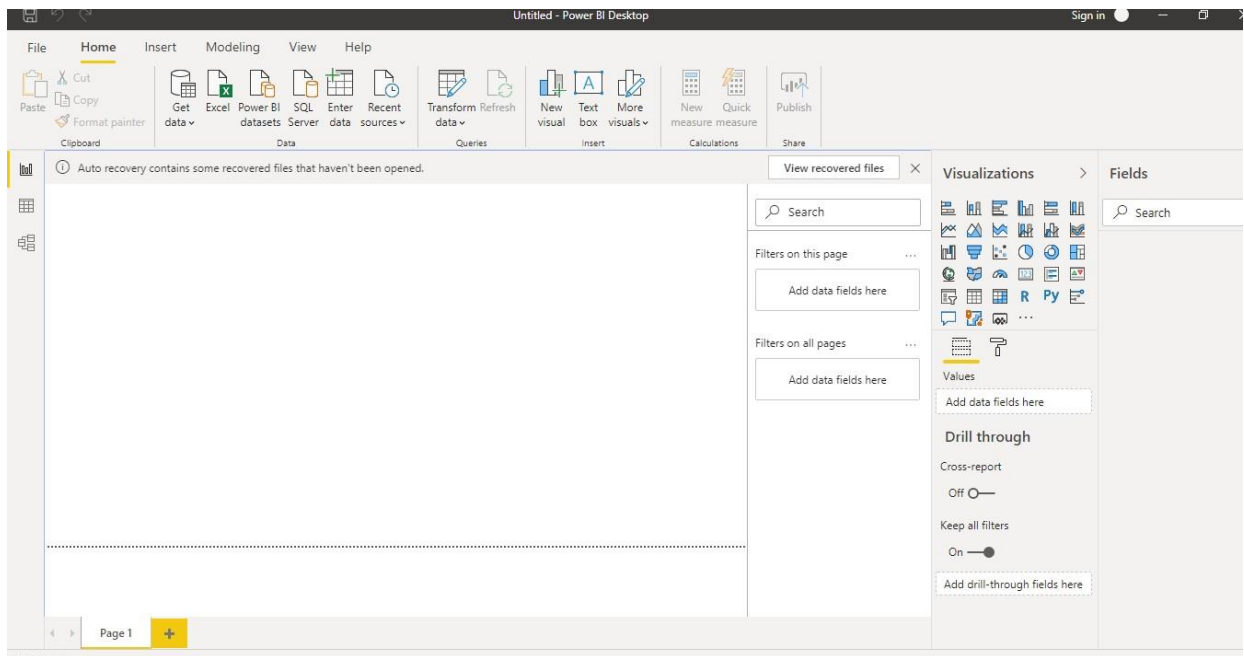 Untitled - Power BI Desktop
Sign in
File Home Insert Modeling View Help
Paste
Cut
Copy
Format painter
Clipboard
Get data
Excel
Power BI datasets
SQL Server
Enter data
Recent sources
Data
Transform data
Refresh
Queries
New visual
Text box
A
More visuals
Insert
New measure
Quick measure
Calculations
Publish
Share
Auto recovery contains some recovered files that haven't been opened.
View recovered files
Search
Filters on this page ...
Add data fields here
Filters on all pages ...
Add data fields here
Visualizations
123
R Py
...
Values
Add data fields here
Drill through
Cross-report
Off
Keep all filters
On
Add drill-through fields here
Fields
Search
Page 1
+